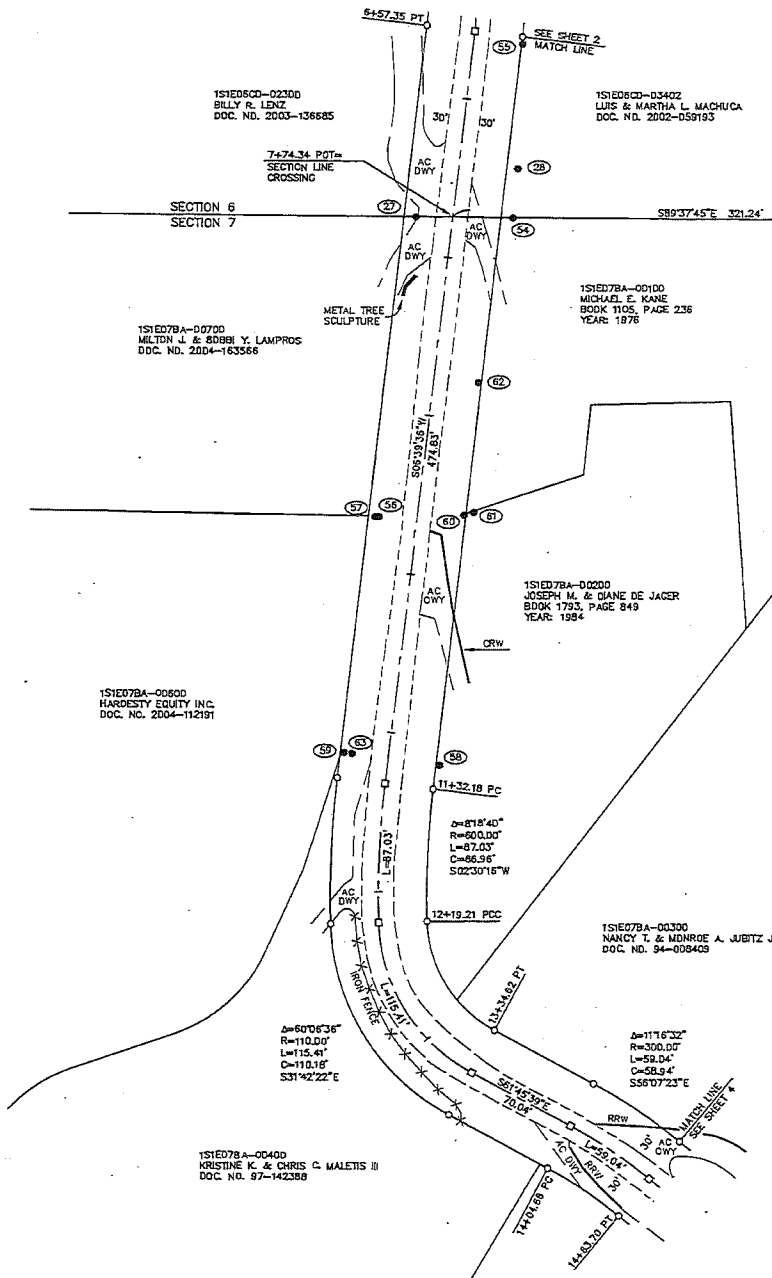 6+57.35 PT
SEE SHEET 2
MATCH LINE
55
1S1E06CD-02300
BILLY R. LENZ
DOC. NO. 2003-136685
1S1E06CD-03402
LUIS & MARTHA L. MACHUCA
DOC. NO. 2002-059193
30'
30'
28
7+74.34 POT=
SECTION LINE
CROSSING
AC
DWY
SECTION 6
SECTION 7
27
54
S89°37'45"E 321.24'
AC
DWY
AC
DWY
METAL TREE
SCULPTURE
1S1E07BA-00100
MICHAEL E. KANE
BOOK 1105, PAGE 236
YEAR: 1976
1S1E07BA-00700
MILTON J. & BOBBI Y. LAMPROS
DOC. NO. 2004-163566
62
S06°39'36"W
474.83'
57
56
60
61
AC
DWY
1S1E07BA-00200
JOSEPH M. & DIANE DE JAGER
BOOK 1793, PAGE 849
YEAR: 1984
CRW
1S1E07BA-00600
HARDESTY EQUITY INC.
DOC. NO. 2004-112191
59
63
58
11+32.18 PC
Δ=8°18'40"
R=600.00'
L=87.03'
C=86.96'
S02°30'16"W
L=87.03'
AC
DWY
12+19.21 PCC
1S1E07BA-00300
NANCY T. & MONROE A. JUBITZ J
DOC. NO. 94-008409
IRON FENCE
L=115.41'
13+34.62 PT
Δ=60°06'36"
R=110.00'
L=115.41'
C=110.18'
S31°42'22"E
Δ=11°16'32"
R=300.00'
L=59.04'
C=58.94'
S56°07'23"E
S61°45'39"E
70.04'
MATCH LINE
SEE SHEET 4
RRW
30'
AC
DWY
L=59.04'
AC DWY
RRW
30'
1S1E07BA-00400
KRISTINE K. & CHRIS C. MALETIS III
DOC. NO. 97-142388
14+04.66 PC
14+63.70 PT